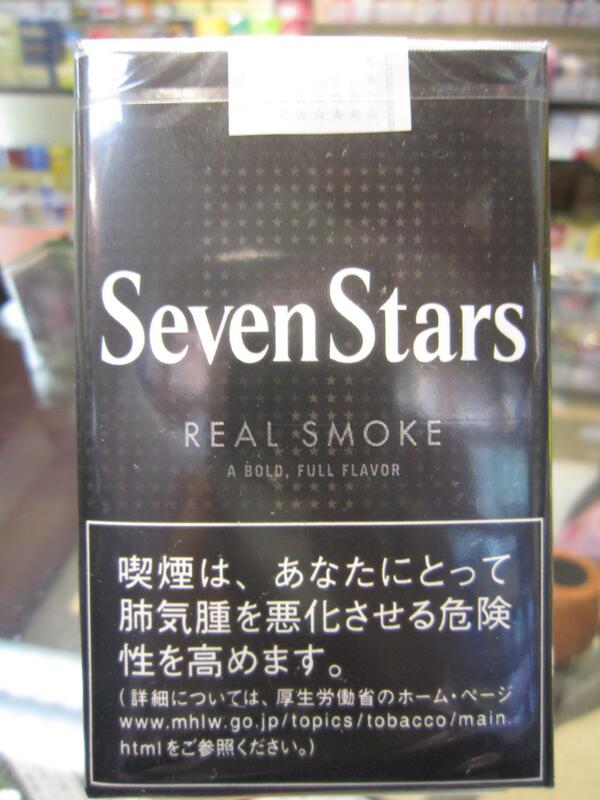 SevenStars
REAL SMOKE
A BOLD, FULL FLAVOR
喫煙は、あなたにとって
肺気腫を悪化させる危険
性を高めます。
(詳細については、厚生労働省のホーム・ページ
www.mhlw.go.jp/topics/tobacco/main.
htmlをご参照ください。)